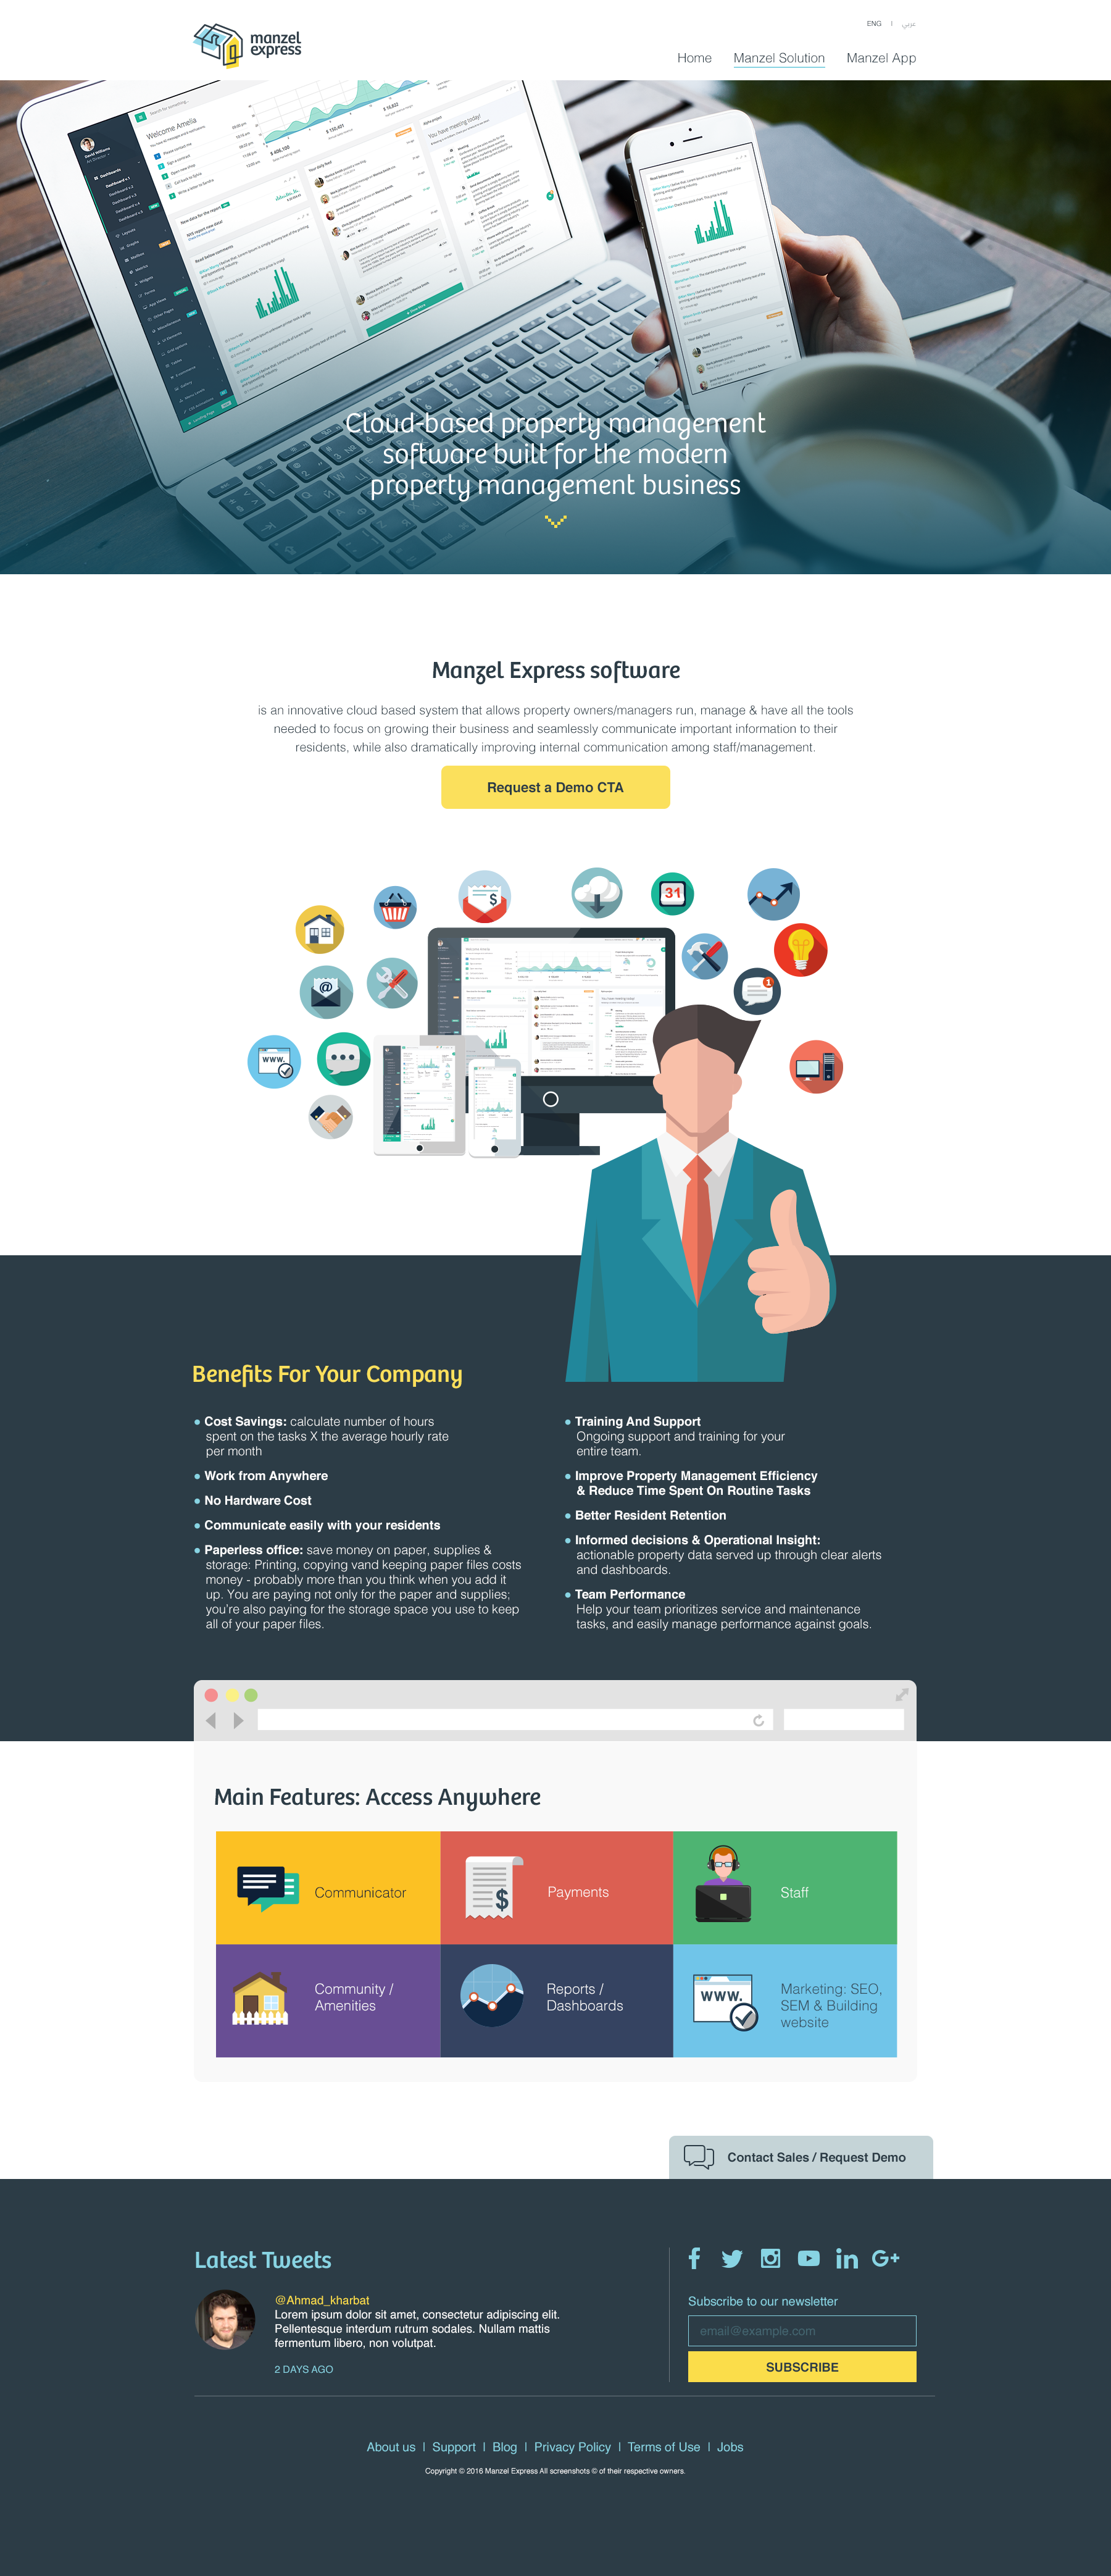 manzel
express
ENG | عربي
Home Manzel Solution Manzel App
Welcome Amelia
Cloud-based property management
software built for the modern
property management business
Manzel Express software
is an innovative cloud based system that allows property owners/managers run, manage & have all the tools
needed to focus on growing their business and seamlessly communicate important information to their
residents, while also dramatically improving internal communication among staff/management.
Request a Demo CTA
$
31
@
1
www.
Benefits For Your Company
• Cost Savings: calculate number of hours
spent on the tasks X the average hourly rate
per month
• Work from Anywhere
• No Hardware Cost
• Communicate easily with your residents
• Paperless office: save money on paper, supplies &
storage: Printing, copying vand keeping paper files costs
money - probably more than you think when you add it
up. You are paying not only for the paper and supplies;
you're also paying for the storage space you use to keep
all of your paper files.
• Training And Support
Ongoing support and training for your
entire team.
• Improve Property Management Efficiency
& Reduce Time Spent On Routine Tasks
• Better Resident Retention
• Informed decisions & Operational Insight:
actionable property data served up through clear alerts
and dashboards.
• Team Performance
Help your team prioritizes service and maintenance
tasks, and easily manage performance against goals.
Main Features: Access Anywhere
Communicator
$
Payments
Staff
Community /
Amenities
Reports /
Dashboards
www.
Marketing: SEO,
SEM & Building
website
Contact Sales / Request Demo
Latest Tweets
@Ahmad_kharbat
Lorem ipsum dolor sit amet, consectetur adipiscing elit.
Pellentesque interdum rutrum sodales. Nullam mattis
fermentum libero, non volutpat.
2 DAYS AGO
Subscribe to our newsletter
email@example.com
SUBSCRIBE
About us | Support | Blog | Privacy Policy | Terms of Use | Jobs
Copyright © 2016 Manzel Express All screenshots © of their respective owners.